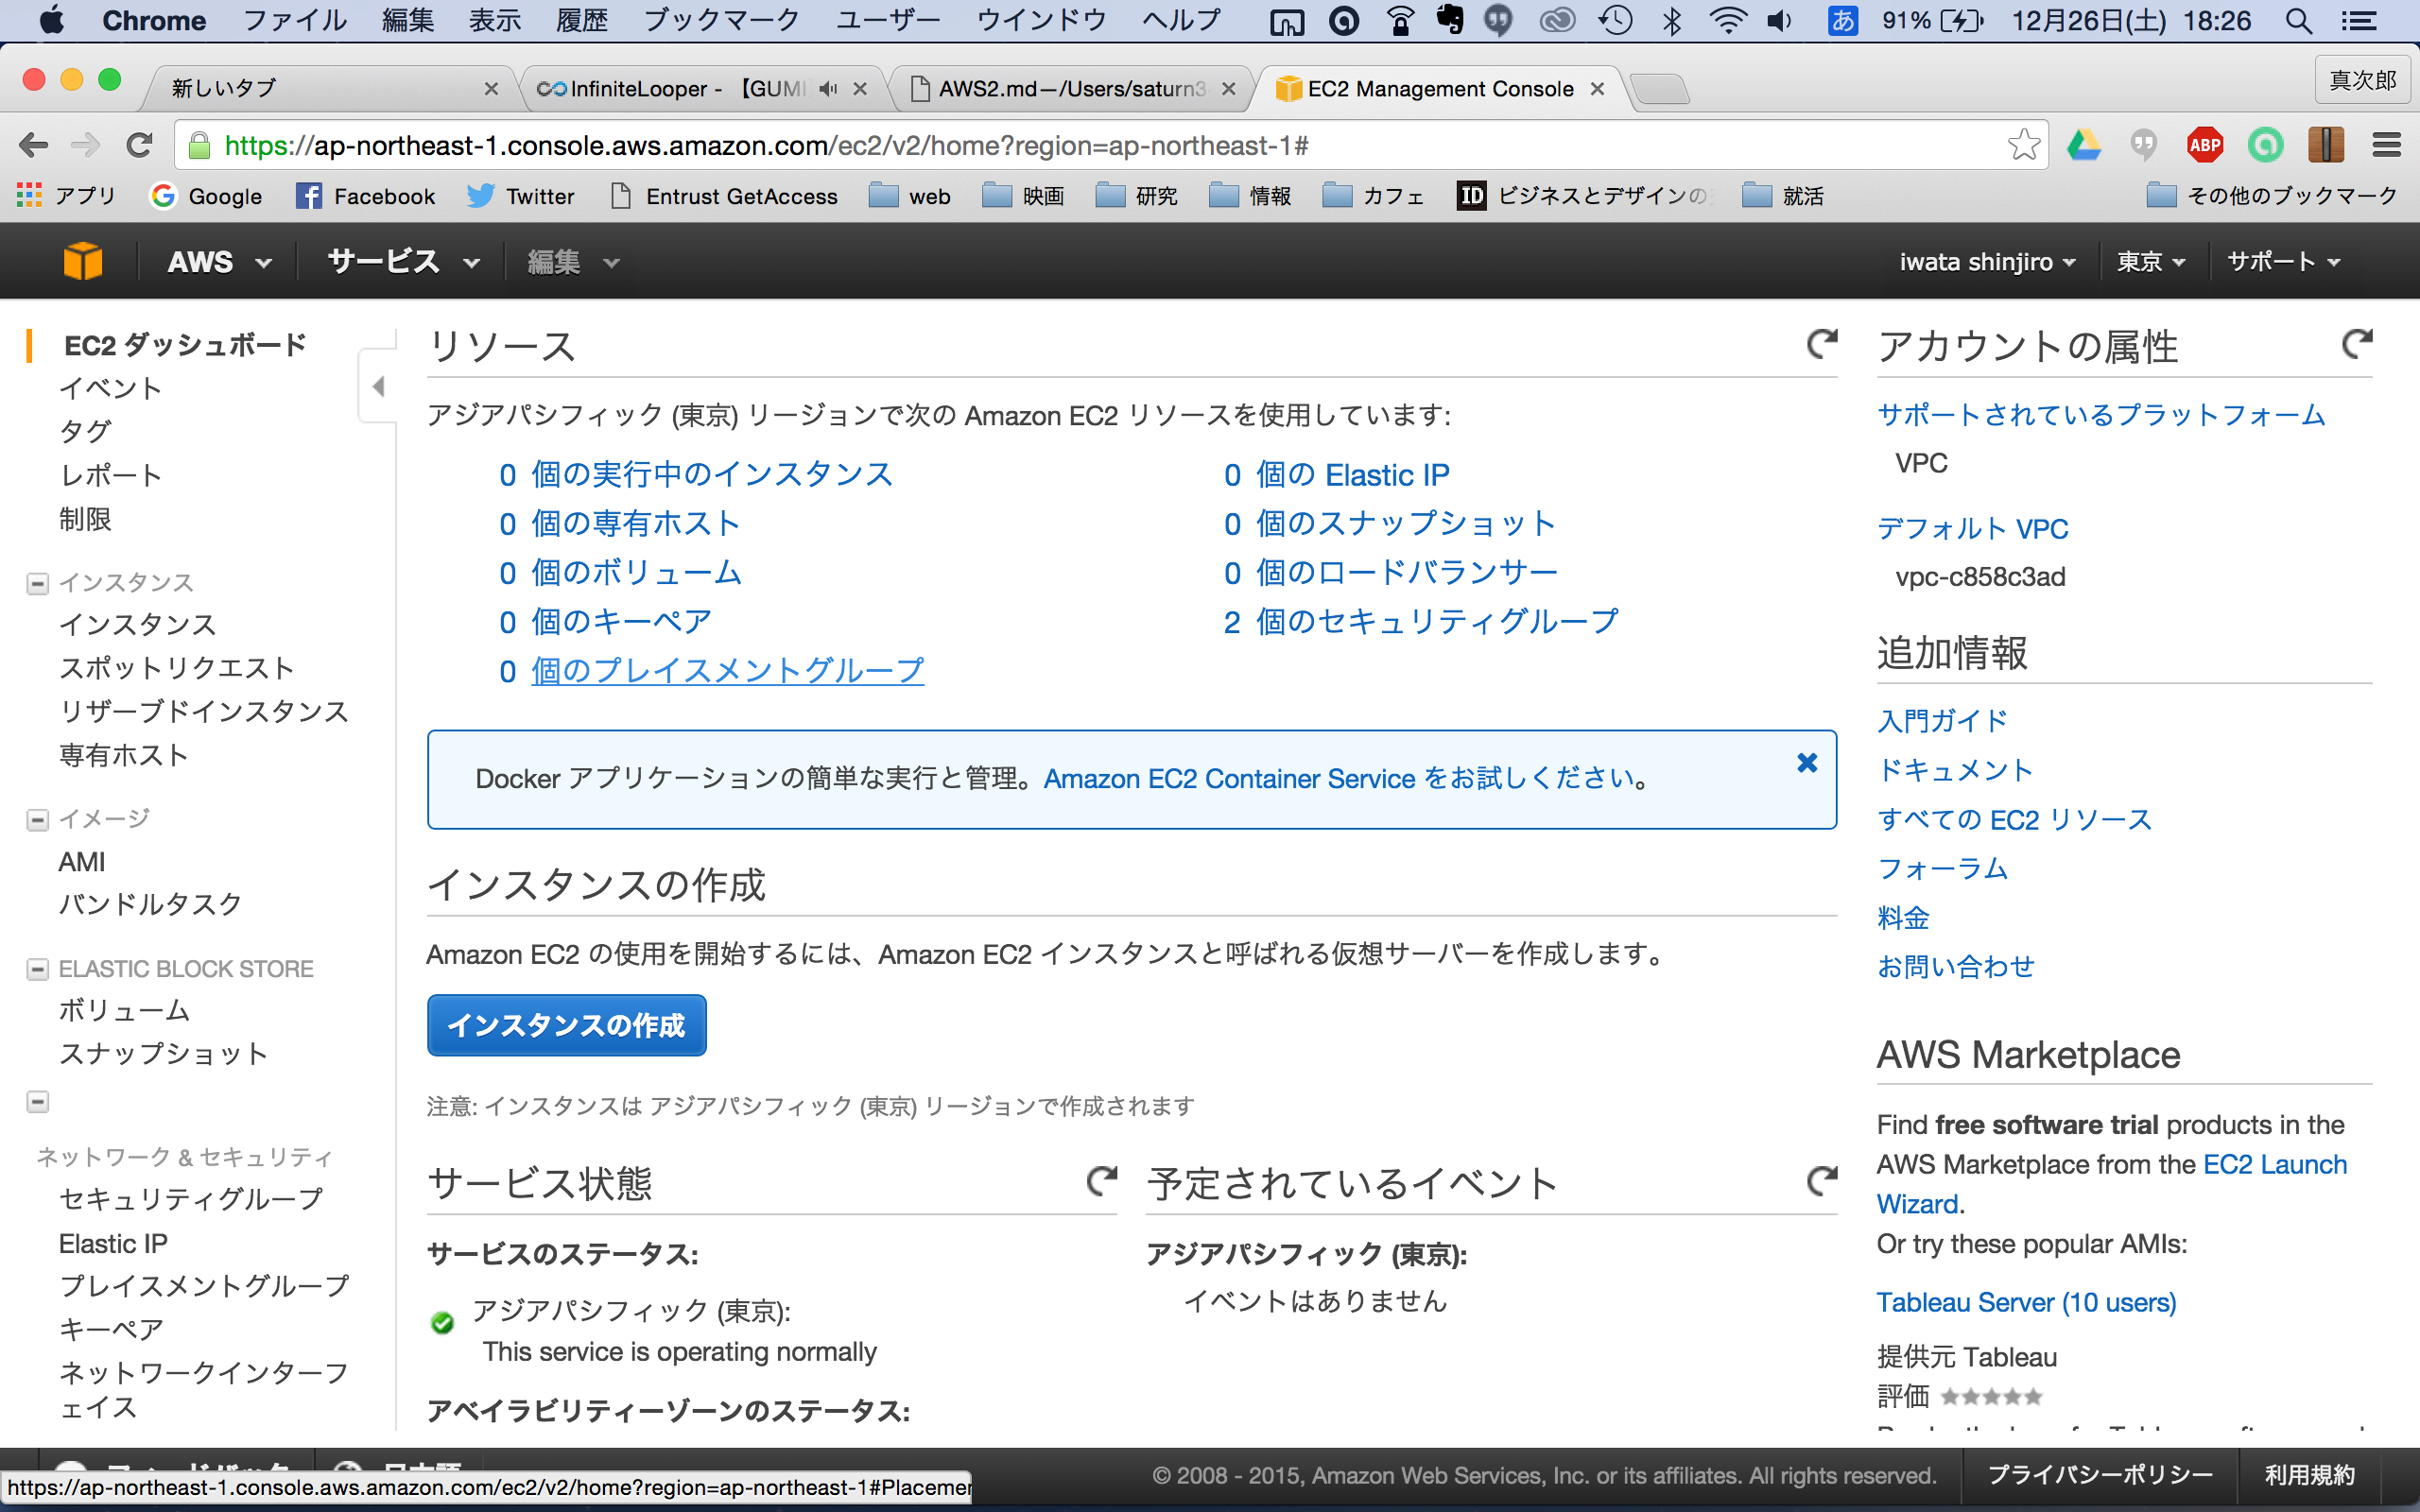 Chrome ファイル 編集 表示 履歴 ブックマーク ユーザー ウインドウ ヘルプ あ 91% 12月26日(土) 18:26
新しいタブ
InfiniteLooper - 【GUMI
AWS2.md—/Users/saturn3
EC2 Management Console
真次郎
https://ap-northeast-1.console.aws.amazon.com/ec2/v2/home?region=ap-northeast-1#
ABP
アプリ Google Facebook Twitter Entrust GetAccess web 映画 研究 情報 カフェ ID ビジネスとデザインの 就活 その他のブックマーク
AWS サービス 編集 iwata shinjiro 東京 サポート
EC2 ダッシュボード
イベント
タグ
レポート
制限
インスタンス
インスタンス
スポットリクエスト
リザーブドインスタンス
専有ホスト
イメージ
AMI
バンドルタスク
ELASTIC BLOCK STORE
ボリューム
スナップショット
ネットワーク & セキュリティ
セキュリティグループ
Elastic IP
プレイスメントグループ
キーペア
ネットワークインターフ
ェイス
リソース
アジアパシフィック (東京) リージョンで次の Amazon EC2 リソースを使用しています:
0 個の実行中のインスタンス
0 個の Elastic IP
0 個の専有ホスト
0 個のスナップショット
0 個のボリューム
0 個のロードバランサー
0 個のキーペア
2 個のセキュリティグループ
0 個のプレイスメントグループ
Docker アプリケーションの簡単な実行と管理。Amazon EC2 Container Service をお試しください。
インスタンスの作成
Amazon EC2 の使用を開始するには、Amazon EC2 インスタンスと呼ばれる仮想サーバーを作成します。
インスタンスの作成
注意: インスタンスは アジアパシフィック (東京) リージョンで作成されます
サービス状態
サービスのステータス:
アジアパシフィック (東京):
This service is operating normally
アベイラビリティーゾーンのステータス:
予定されているイベント
アジアパシフィック (東京):
イベントはありません
アカウントの属性
サポートされているプラットフォーム
VPC
デフォルト VPC
vpc-c858c3ad
追加情報
入門ガイド
ドキュメント
すべての EC2 リソース
フォーラム
料金
お問い合わせ
AWS Marketplace
Find free software trial products in the
AWS Marketplace from the EC2 Launch
Wizard.
Or try these popular AMIs:
Tableau Server (10 users)
提供元 Tableau
評価
https://ap-northeast-1.console.aws.amazon.com/ec2/v2/home?region=ap-northeast-1#Placemen
© 2008 - 2015, Amazon Web Services, Inc. or its affiliates. All rights reserved. プライバシーポリシー 利用規約